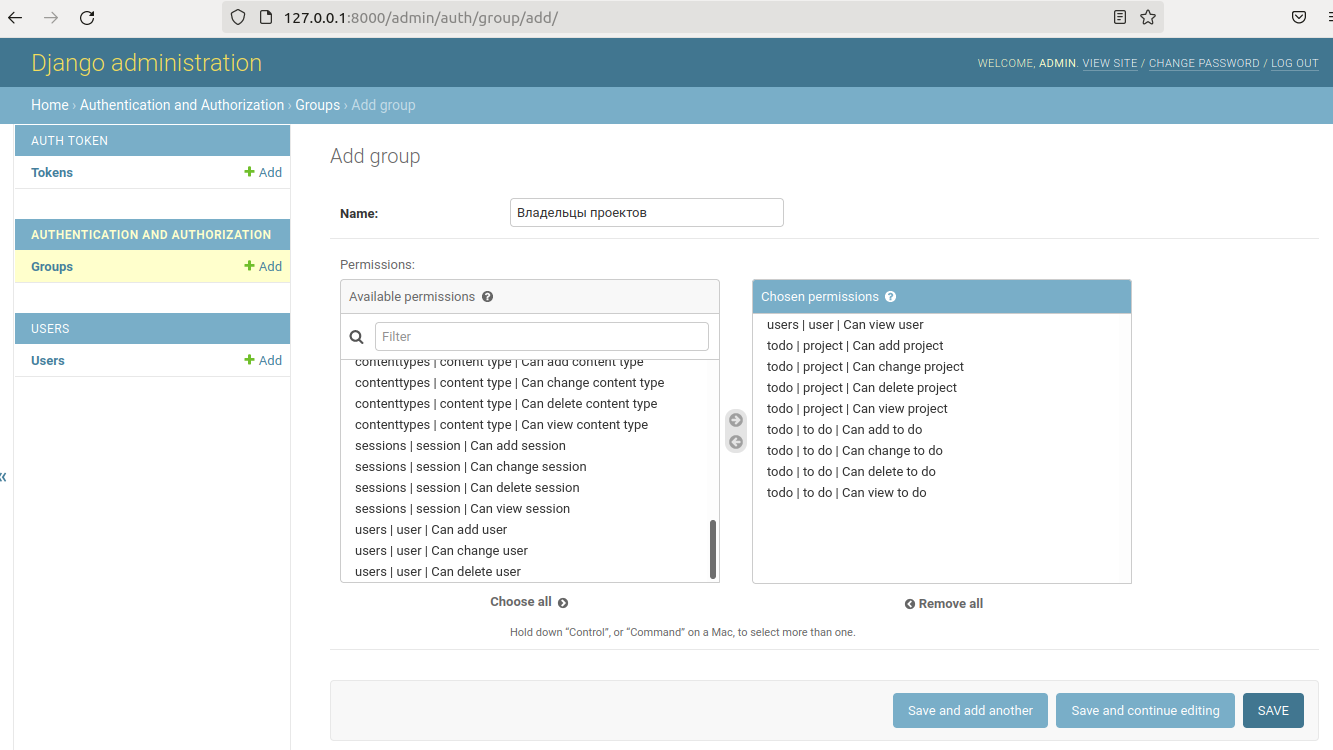 127.0.0.1:8000/admin/auth/group/add/
Django administration
WELCOME, ADMIN. VIEW SITE / CHANGE PASSWORD / LOG OUT
Home › Authentication and Authorization › Groups › Add group
AUTH TOKEN
Tokens
Add
AUTHENTICATION AND AUTHORIZATION
Groups
Add
USERS
Users
Add
«
Add group
Name:
Владельцы проектов
Permissions:
Available permissions ?
Filter
contenttypes | content type | Can add content type
contenttypes | content type | Can change content type
contenttypes | content type | Can delete content type
contenttypes | content type | Can view content type
sessions | session | Can add session
sessions | session | Can change session
sessions | session | Can delete session
sessions | session | Can view session
users | user | Can add user
users | user | Can change user
users | user | Can delete user
Choose all
Chosen permissions ?
users | user | Can view user
todo | project | Can add project
todo | project | Can change project
todo | project | Can delete project
todo | project | Can view project
todo | to do | Can add to do
todo | to do | Can change to do
todo | to do | Can delete to do
todo | to do | Can view to do
Remove all
Hold down “Control”, or “Command” on a Mac, to select more than one.
Save and add another
Save and continue editing
SAVE